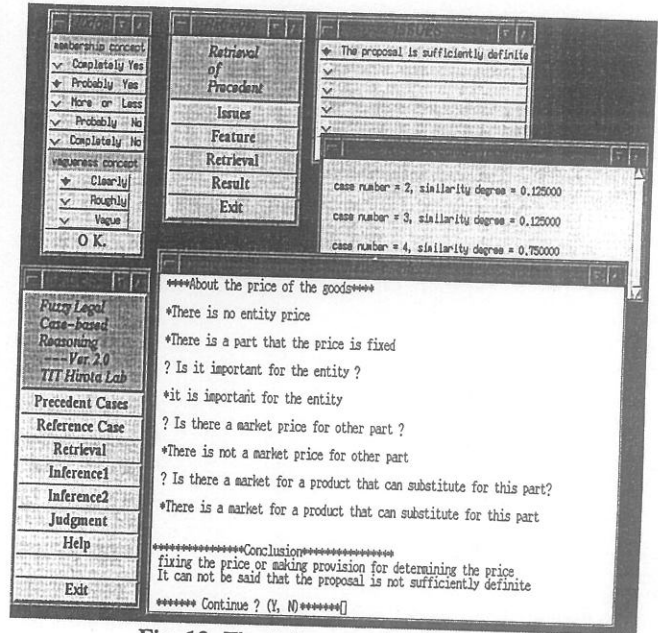 membership concept
Completely Yes
Probably Yes
More or Less
Probably No
Completely No
vagueness concept
Clearly
Roughly
Vague
O K.
Retrieval
of
Precedent
Issues
Feature
Retrieval
Result
Exit
The proposal is sufficiently definite
case number = 2, similarity degree = 0.125000
case number = 3, similarity degree = 0.125000
case number = 4, similarity degree = 0.750000
Fuzzy Legal
Case-based
Reasoning
---Ver. 2.0
TIT Hirota Lab
Precedent Cases
Reference Case
Retrieval
Inference1
Inference2
Judgment
Help
Exit
****About the price of the goods****
*There is no entity price
*There is a part that the price is fixed
? Is it important for the entity ?
*it is important for the entity
? Is there a market price for other part ?
*There is not a market price for other part
? Is there a market for a product that can substitute for this part?
*There is a market for a product that can substitute for this part
****************Conclusion****************
fixing the price or making provision for determining the price
It can not be said that the proposal is not sufficiently definite
******* Continue ? (Y, N)*******[]